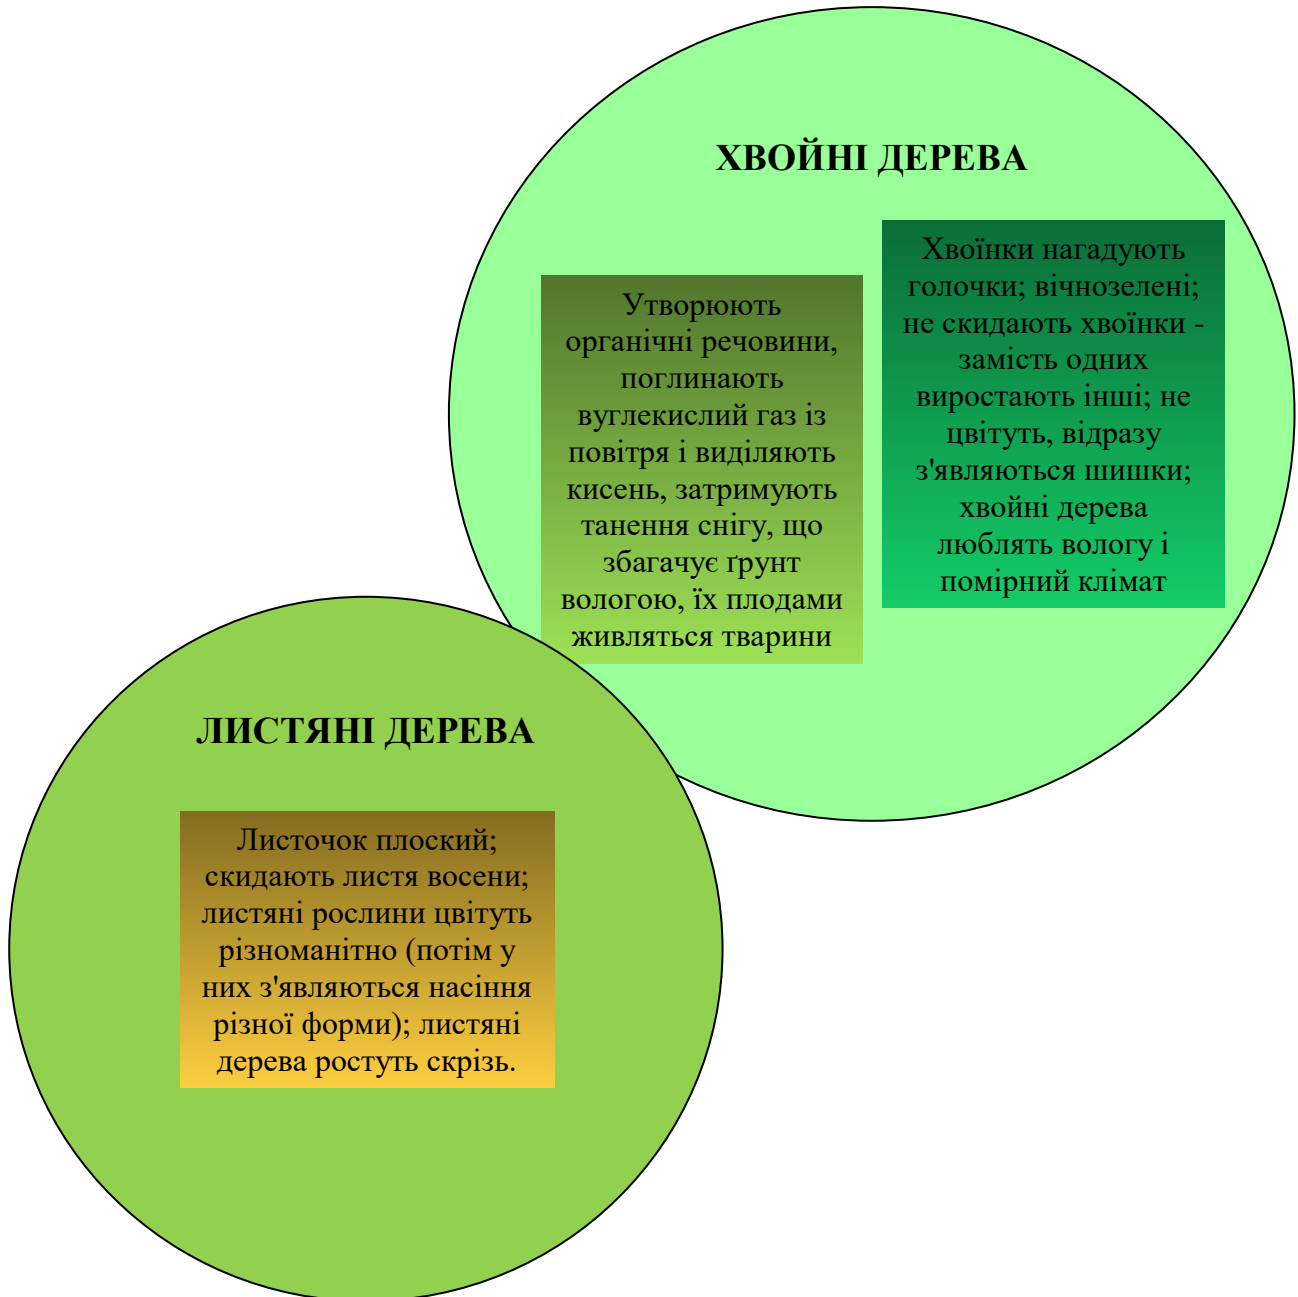 ХВОЙНІ ДЕРЕВА
Утворюють
органічні речовини,
поглинають
вуглекислий газ із
повітря і виділяють
кисень, затримують
танення снігу, що
збагачує ґрунт
вологою, їх плодами
живляться тварини
Хвоїнки нагадують
голочки; вічнозелені;
не скидають хвоїнки -
замість одних
виростають інші; не
цвітуть, відразу
з'являються шишки;
хвойні дерева
люблять вологу і
помірний клімат
ЛИСТЯНІ ДЕРЕВА
Листочок плоский;
скидають листя восени;
листяні рослини цвітуть
різноманітно (потім у
них з'являються насіння
різної форми); листяні
дерева ростуть скрізь.